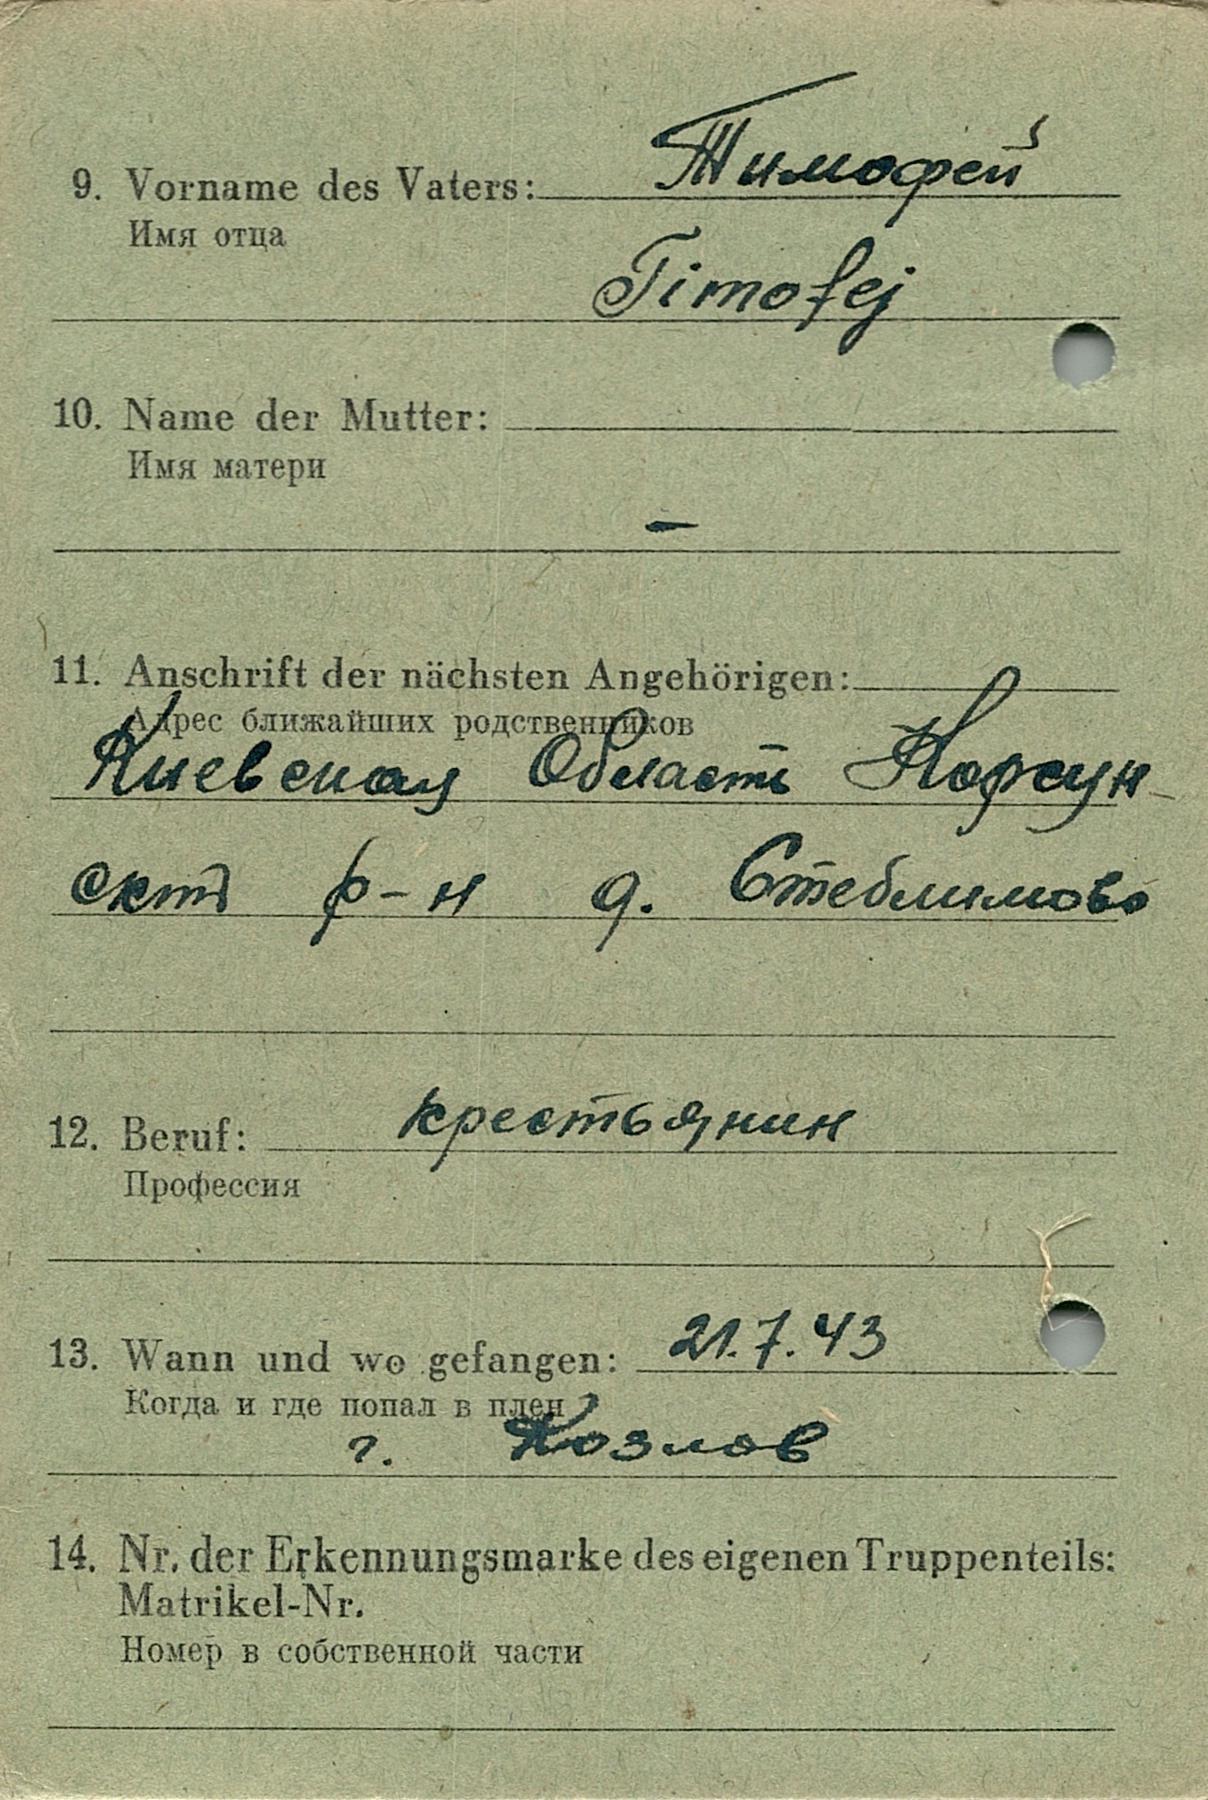 9. Vorname des Vaters: Тимофей
Имя отца
Timofej
10. Name der Mutter:
Имя матери
–
11. Anschrift der nächsten Angehörigen:
Адрес ближайших родственников
Киевская Область Корсун-
ский р-н д. Стеблимово
12. Beruf: крестьянин
Профессия
13. Wann und wo gefangen: 21.7.43
Когда и где попал в плен
г. Козлов
14. Nr. der Erkennungsmarke des eigenen Truppenteils:
Matrikel-Nr.
Номер в собственной части